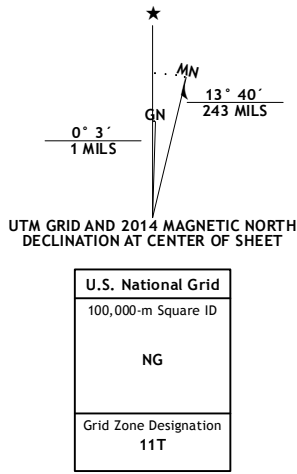 ★
MN
GN
13° 40´
243 MILS
0° 3´
1 MILS
UTM GRID AND 2014 MAGNETIC NORTH
DECLINATION AT CENTER OF SHEET
U.S. National Grid
100,000-m Square ID
NG
Grid Zone Designation
11T